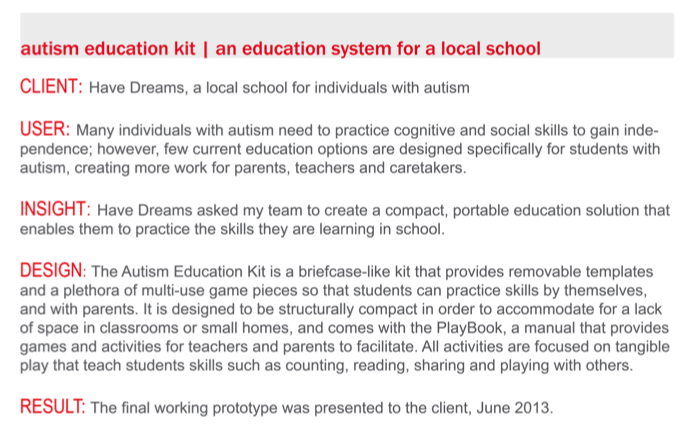 autism education kit | an education system for a local school
CLIENT: Have Dreams, a local school for individuals with autism
USER: Many individuals with autism need to practice cognitive and social skills to gain inde-
pendence; however, few current education options are designed specifically for students with
autism, creating more work for parents, teachers and caretakers.
INSIGHT: Have Dreams asked my team to create a compact, portable education solution that
enables them to practice the skills they are learning in school.
DESIGN: The Autism Education Kit is a briefcase-like kit that provides removable templates
and a plethora of multi-use game pieces so that students can practice skills by themselves,
and with parents. It is designed to be structurally compact in order to accommodate for a lack
of space in classrooms or small homes, and comes with the PlayBook, a manual that provides
games and activities for teachers and parents to facilitate. All activities are focused on tangible
play that teach students skills such as counting, reading, sharing and playing with others.
RESULT: The final working prototype was presented to the client, June 2013.